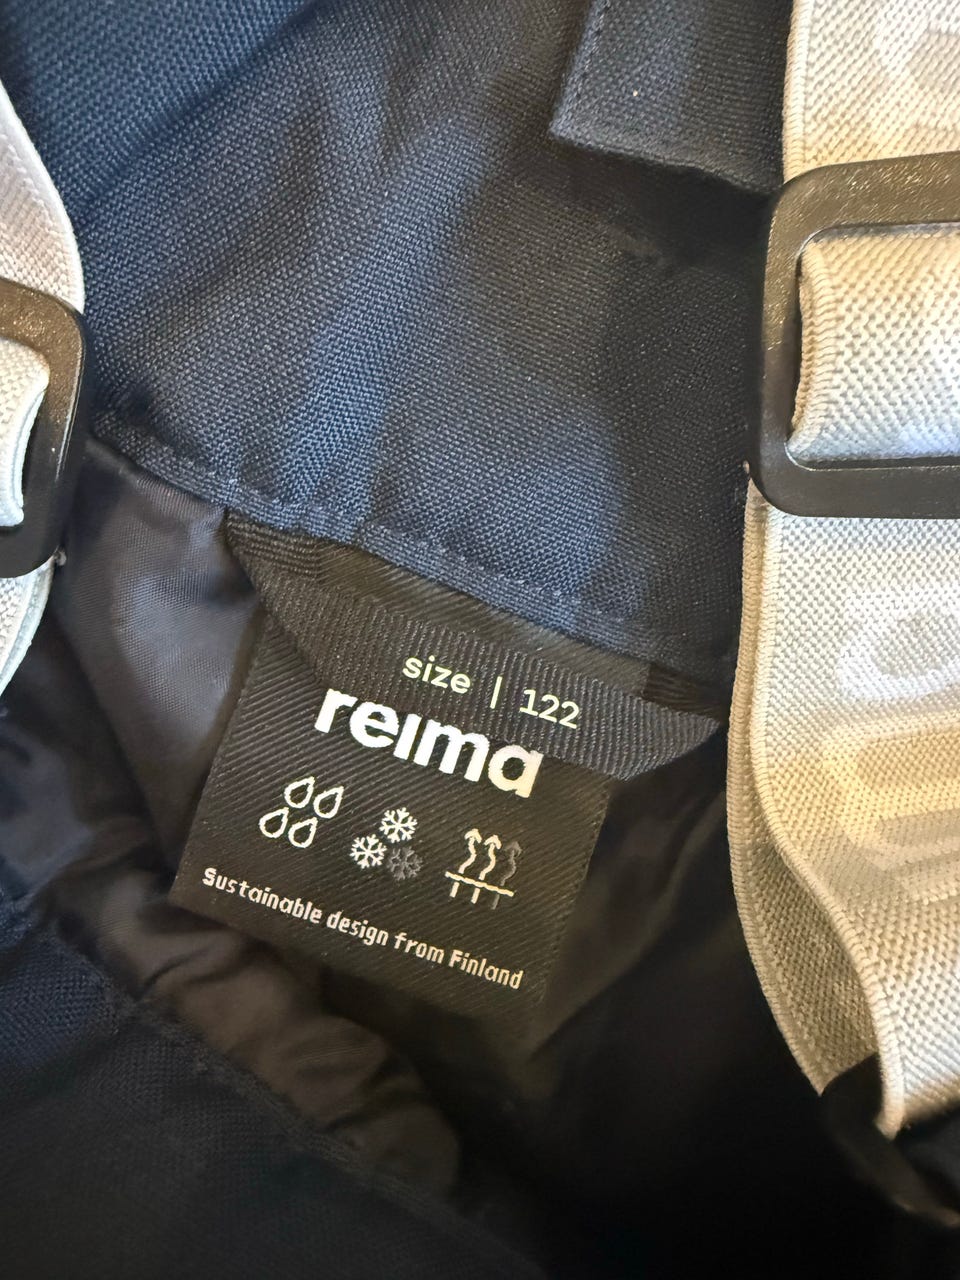 size | 122
reima
Sustainable design from Finland